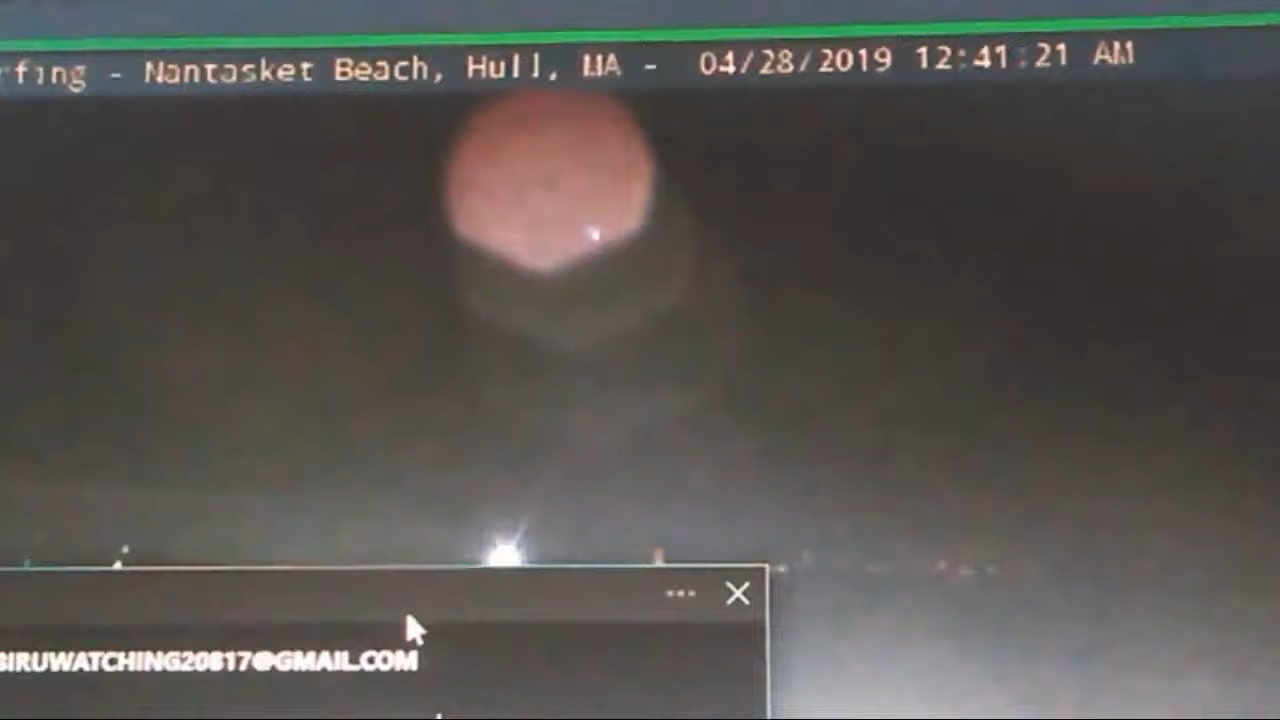 rfing - Nantasket Beach, Hull, MA - 04/28/2019 12:41:21 AM
BIRUWATCHING20817@GMAIL.COM